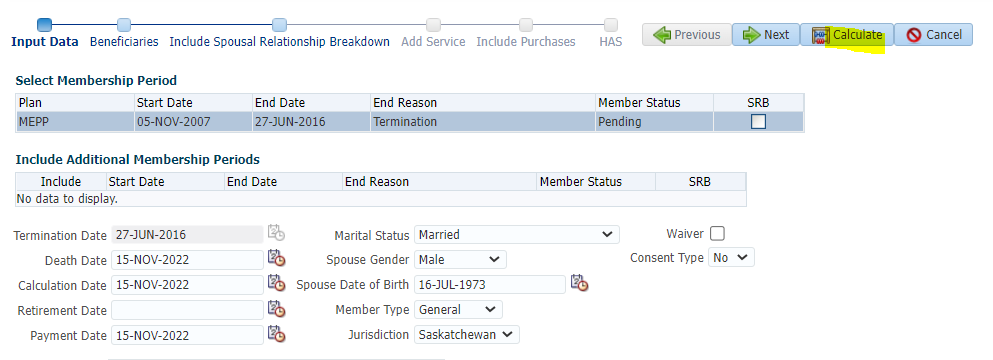 Input Data Beneficiaries Include Spousal Relationship Breakdown Add Service Include Purchases HAS Previous Next Calculate Cancel
Select Membership Period
Plan Start Date End Date End Reason Member Status SRB
MEPP 05-NOV-2007 27-JUN-2016 Termination Pending
Include Additional Membership Periods
Include Start Date End Date End Reason Member Status SRB
No data to display.
Termination Date 27-JUN-2016 Marital Status Married Waiver
Death Date 15-NOV-2022 Spouse Gender Male Consent Type No
Calculation Date 15-NOV-2022 Spouse Date of Birth 16-JUL-1973
Retirement Date Member Type General
Payment Date 15-NOV-2022 Jurisdiction Saskatchewan